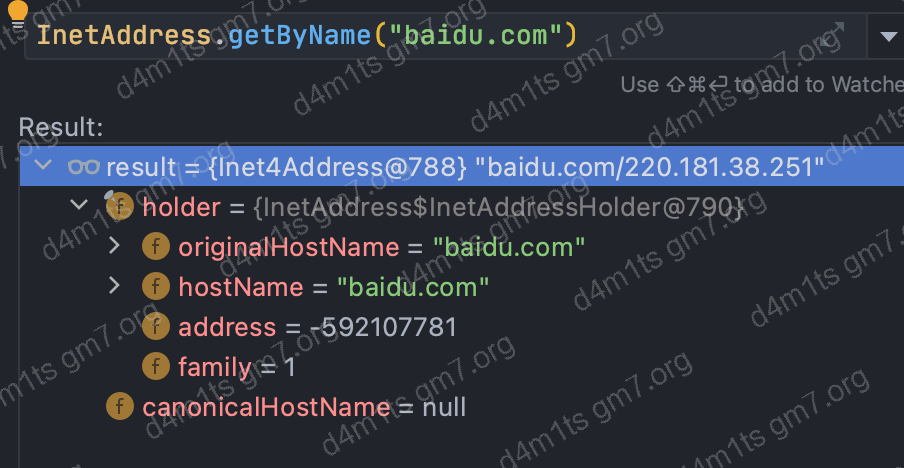 InetAddress.getByName("baidu.com")
Use ⇧⌘⏎ to add to Watche
Result:
result = {Inet4Address@788} "baidu.com/220.181.38.251"
holder = {InetAddress$InetAddressHolder@790}
originalHostName = "baidu.com"
hostName = "baidu.com"
address = -592107781
family = 1
canonicalHostName = null
d4m1ts gm7.org